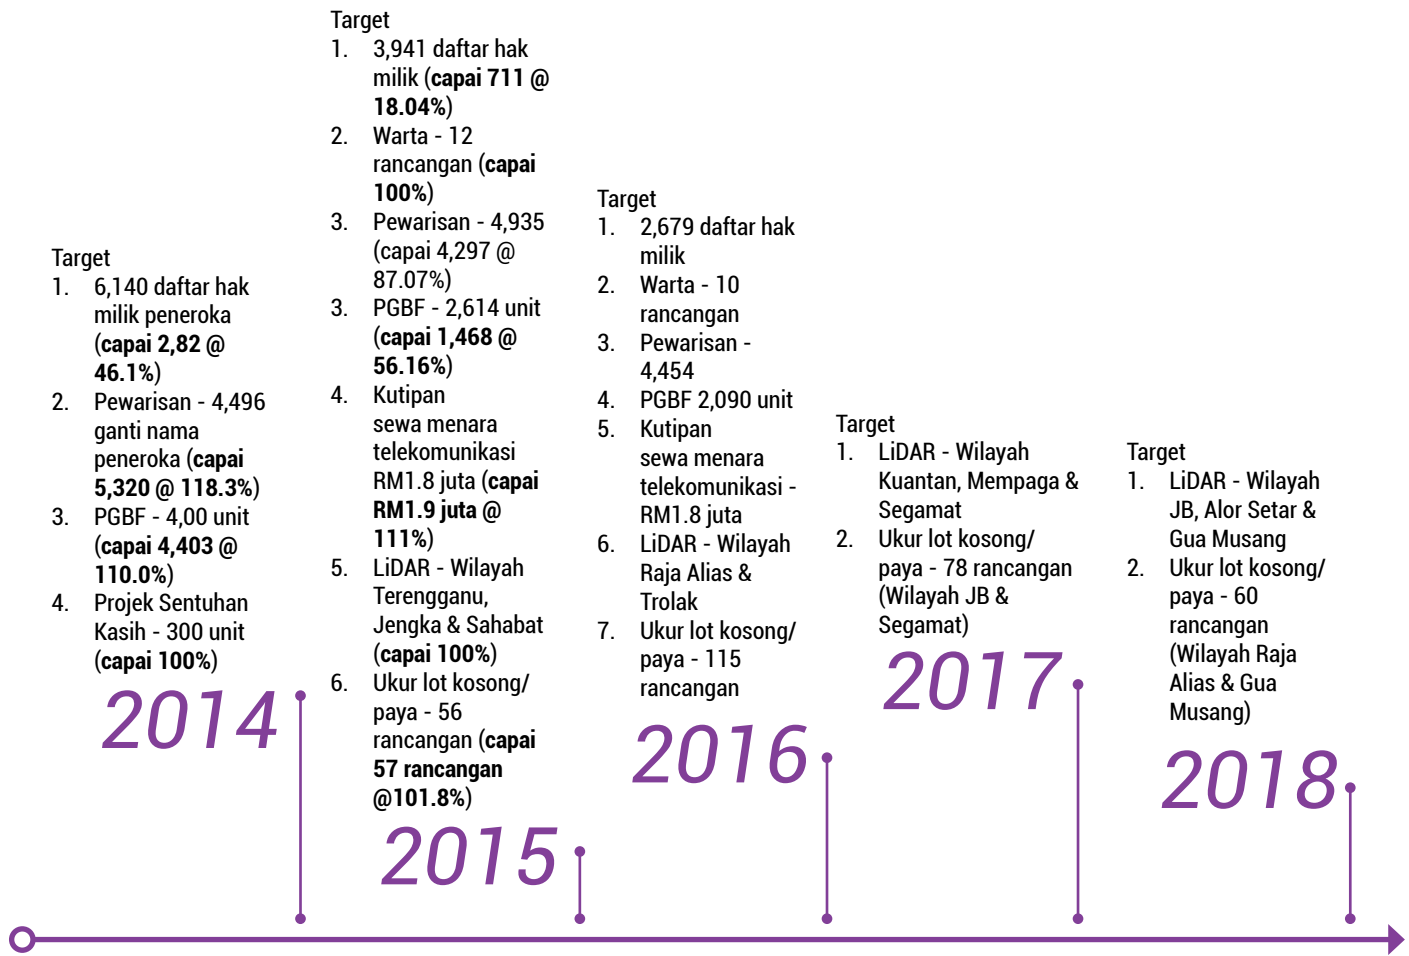 Target
1. 6,140 daftar hak
milik peneroka
(capai 2,82 @
46.1%)
2. Pewarisan - 4,496
ganti nama
peneroka (capai
5,320 @ 118.3%)
3. PGBF - 4,00 unit
(capai 4,403 @
110.0%)
4. Projek Sentuhan
Kasih - 300 unit
(capai 100%)
2014
Target
1. 3,941 daftar hak
milik (capai 711 @
18.04%)
2. Warta - 12
rancangan (capai
100%)
3. Pewarisan - 4,935
(capai 4,297 @
87.07%)
3. PGBF - 2,614 unit
(capai 1,468 @
56.16%)
4. Kutipan
sewa menara
telekomunikasi
RM1.8 juta (capai
RM1.9 juta @
111%)
5. LiDAR - Wilayah
Terengganu,
Jengka & Sahabat
(capai 100%)
6. Ukur lot kosong/
paya - 56
rancangan (capai
57 rancangan
@101.8%)
2015
Target
1. 2,679 daftar hak
milik
2. Warta - 10
rancangan
3. Pewarisan -
4,454
4. PGBF 2,090 unit
5. Kutipan
sewa menara
telekomunikasi -
RM1.8 juta
6. LiDAR - Wilayah
Raja Alias &
Trolak
7. Ukur lot kosong/
paya - 115
rancangan
2016
Target
1. LiDAR - Wilayah
Kuantan, Mempaga &
Segamat
2. Ukur lot kosong/
paya - 78 rancangan
(Wilayah JB &
Segamat)
2017
Target
1. LiDAR - Wilayah
JB, Alor Setar &
Gua Musang
2. Ukur lot kosong/
paya - 60
rancangan
(Wilayah Raja
Alias & Gua
Musang)
2018